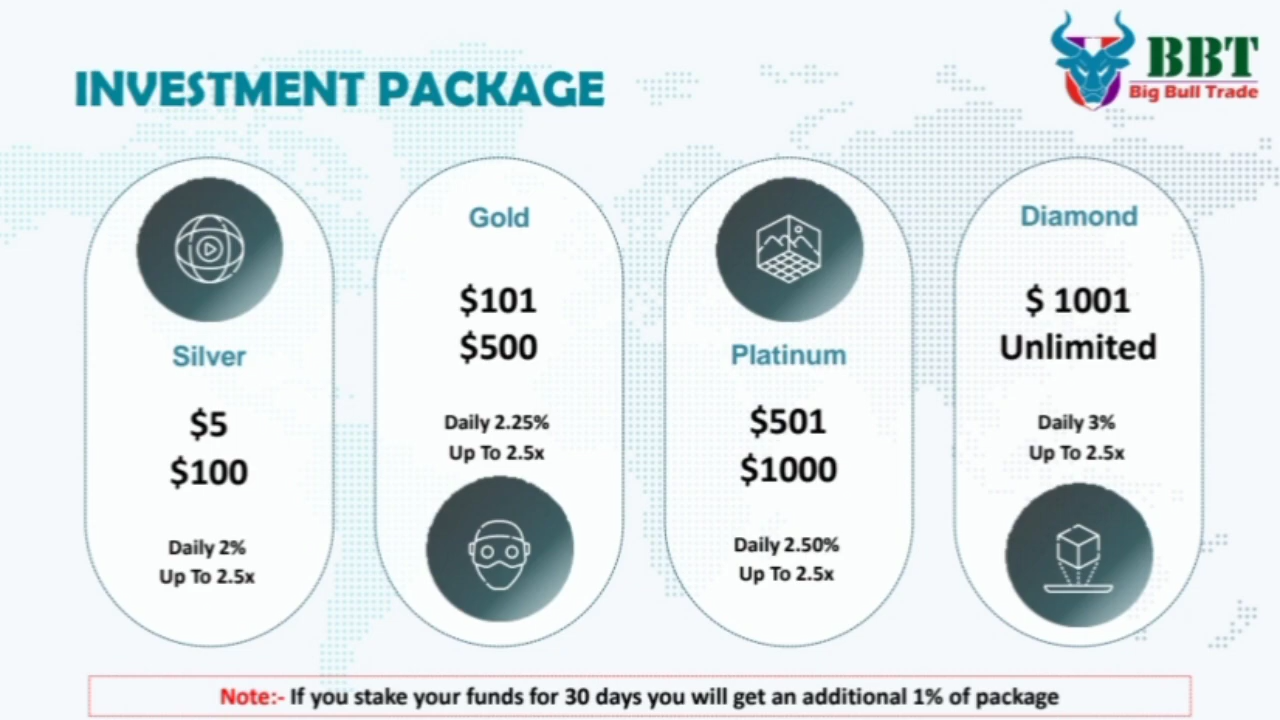 INVESTMENT PACKAGE
BBT
Big Bull Trade
Silver
$5
$100
Daily 2%
Up To 2.5x
Gold
$101
$500
Daily 2.25%
Up To 2.5x
Platinum
$501
$1000
Daily 2.50%
Up To 2.5x
Diamond
$ 1001
Unlimited
Daily 3%
Up To 2.5x
Note:- If you stake your funds for 30 days you will get an additional 1% of package